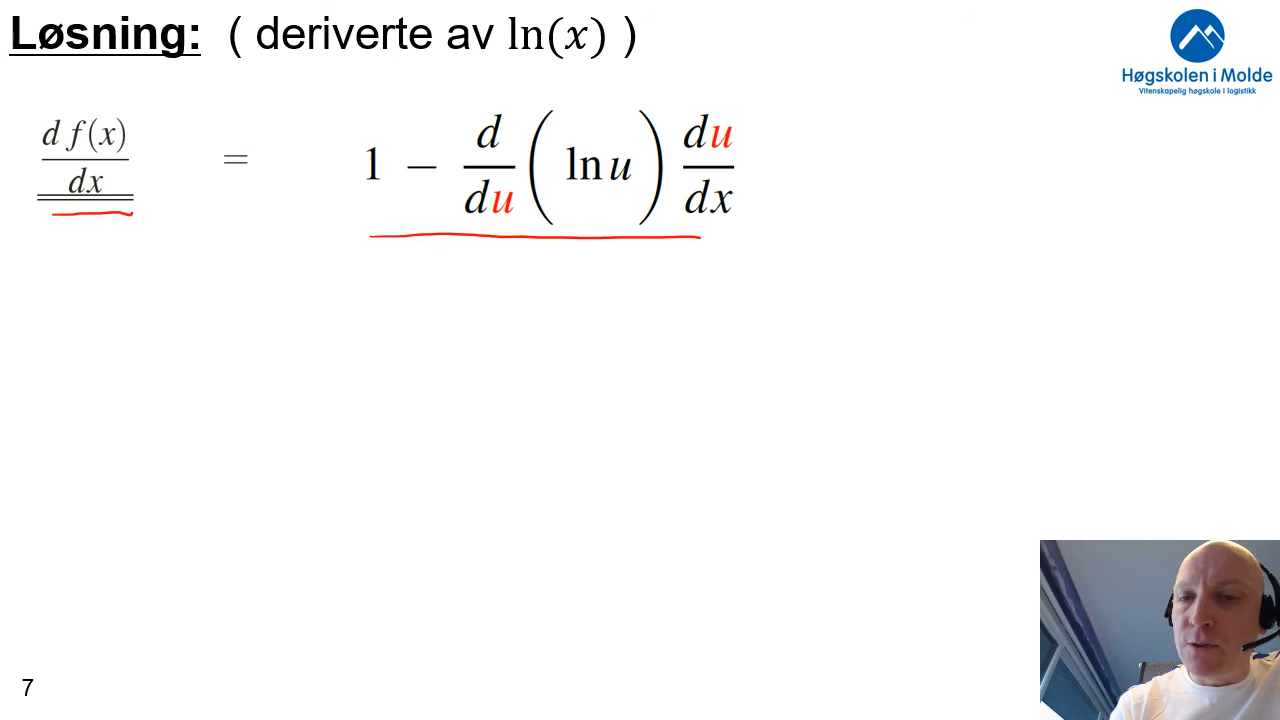 Løsning: ( deriverte av ln(x) )
Høgskolen i Molde
Vitenskapelig høgskole i logistikk
d f(x)/dx = 1 − d/du ( ln u ) du/dx
7